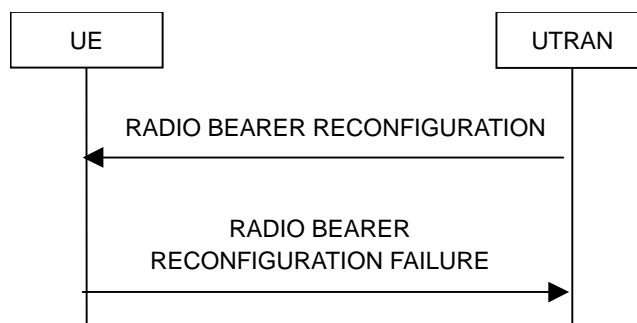 UE
UTRAN
RADIO BEARER RECONFIGURATION
RADIO BEARER
RECONFIGURATION FAILURE